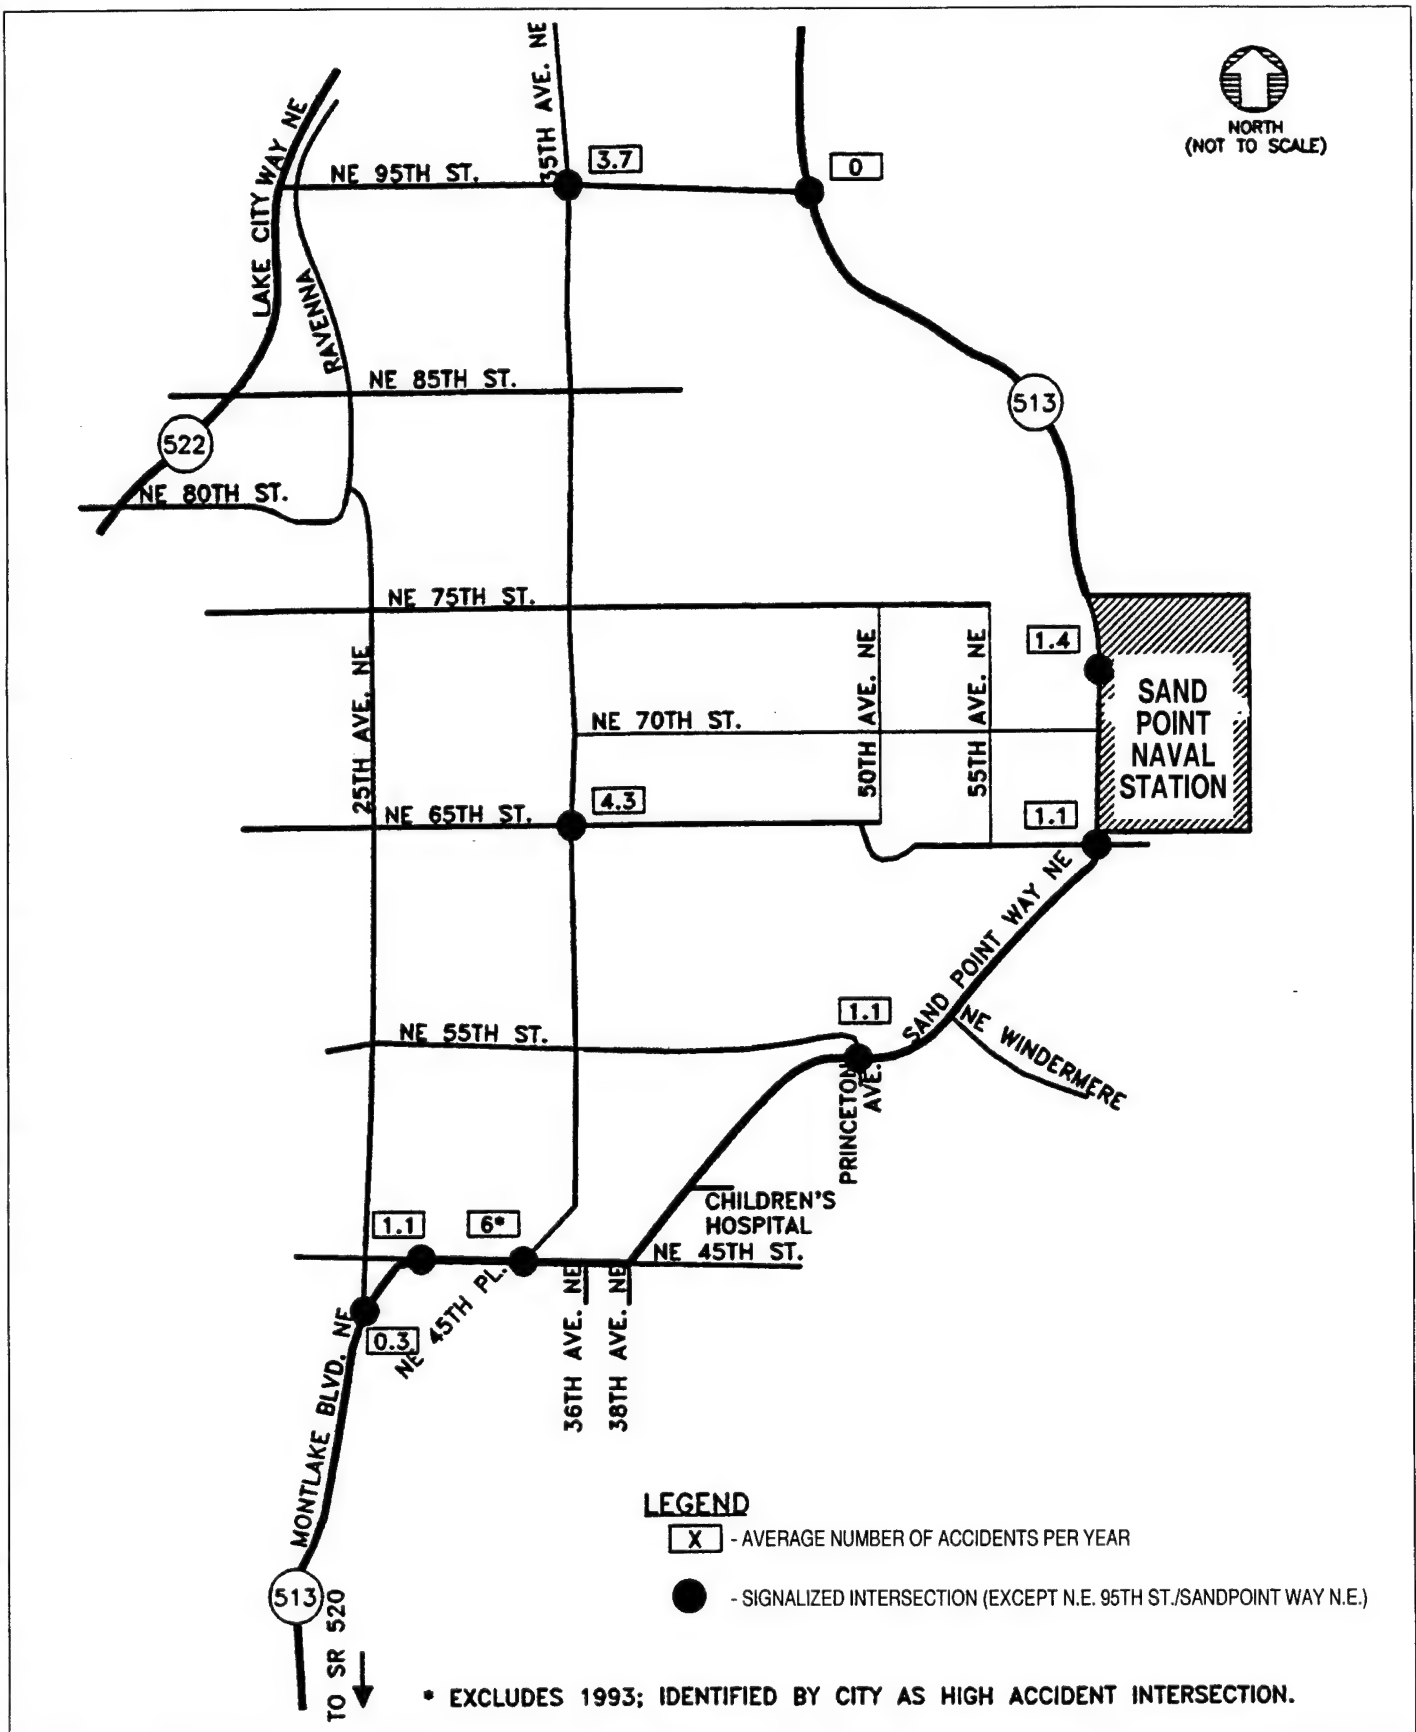 35TH AVE. NE
NORTH
(NOT TO SCALE)
LAKE CITY WAY NE
NE 95TH ST.
3.7
0
RAVENNA
NE 85TH ST.
513
522
NE 80TH ST.
NE 75TH ST.
25TH AVE. NE
50TH AVE. NE
55TH AVE. NE
1.4
SAND
POINT
NAVAL
STATION
NE 70TH ST.
4.3
1.1
NE 65TH ST.
SAND POINT WAY NE
1.1
NE 55TH ST.
NE WINDERMERE
PRINCETON
AVE.
CHILDREN'S
HOSPITAL
1.1
6*
NE 45TH ST.
0.3
NE 45TH PL.
36TH AVE. NE
38TH AVE. NE
MONTLAKE BLVD. NE
LEGEND
X - AVERAGE NUMBER OF ACCIDENTS PER YEAR
- SIGNALIZED INTERSECTION (EXCEPT N.E. 95TH ST./SANDPOINT WAY N.E.)
513
TO SR 520
* EXCLUDES 1993; IDENTIFIED BY CITY AS HIGH ACCIDENT INTERSECTION.